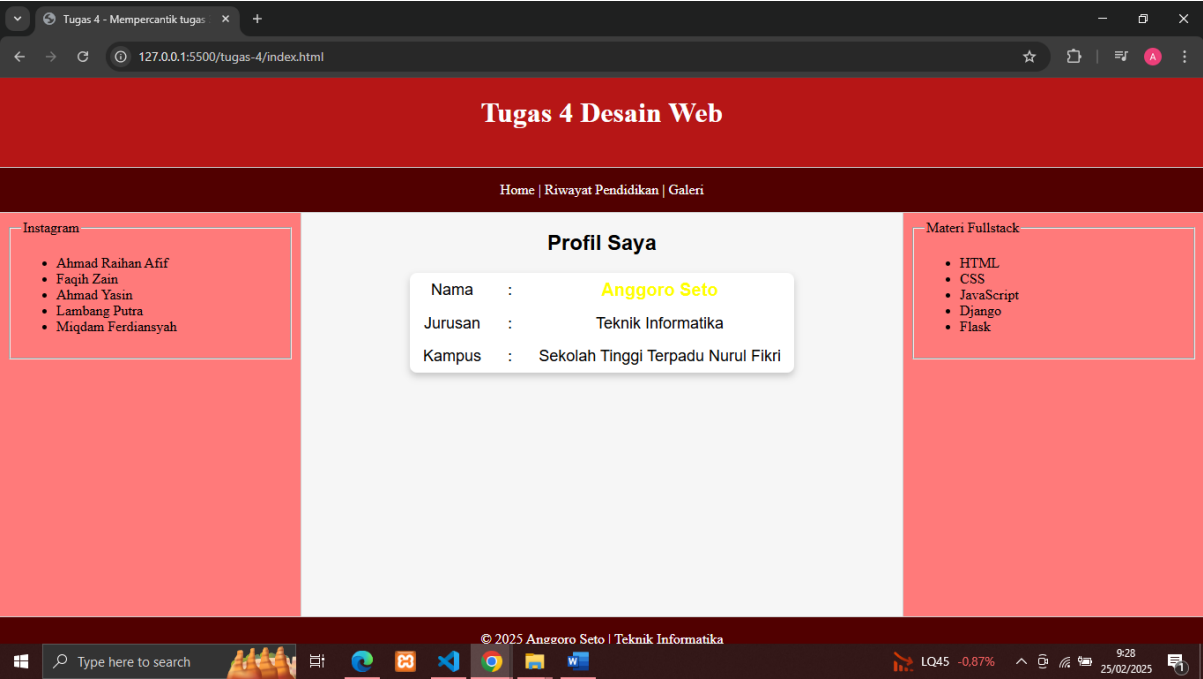 Tugas 4 - Mempercantik tugas
127.0.0.1:5500/tugas-4/index.html
A
Tugas 4 Desain Web
Home | Riwayat Pendidikan | Galeri
Instagram
Ahmad Raihan Afif
Faqih Zain
Ahmad Yasin
Lambang Putra
Miqdam Ferdiansyah
Profil Saya
Nama : Anggoro Seto
Jurusan : Teknik Informatika
Kampus : Sekolah Tinggi Terpadu Nurul Fikri
Materi Fullstack
HTML
CSS
JavaScript
Django
Flask
© 2025 Anggoro Seto | Teknik Informatika
Type here to search
LQ45 -0,87%
9:28
25/02/2025
1